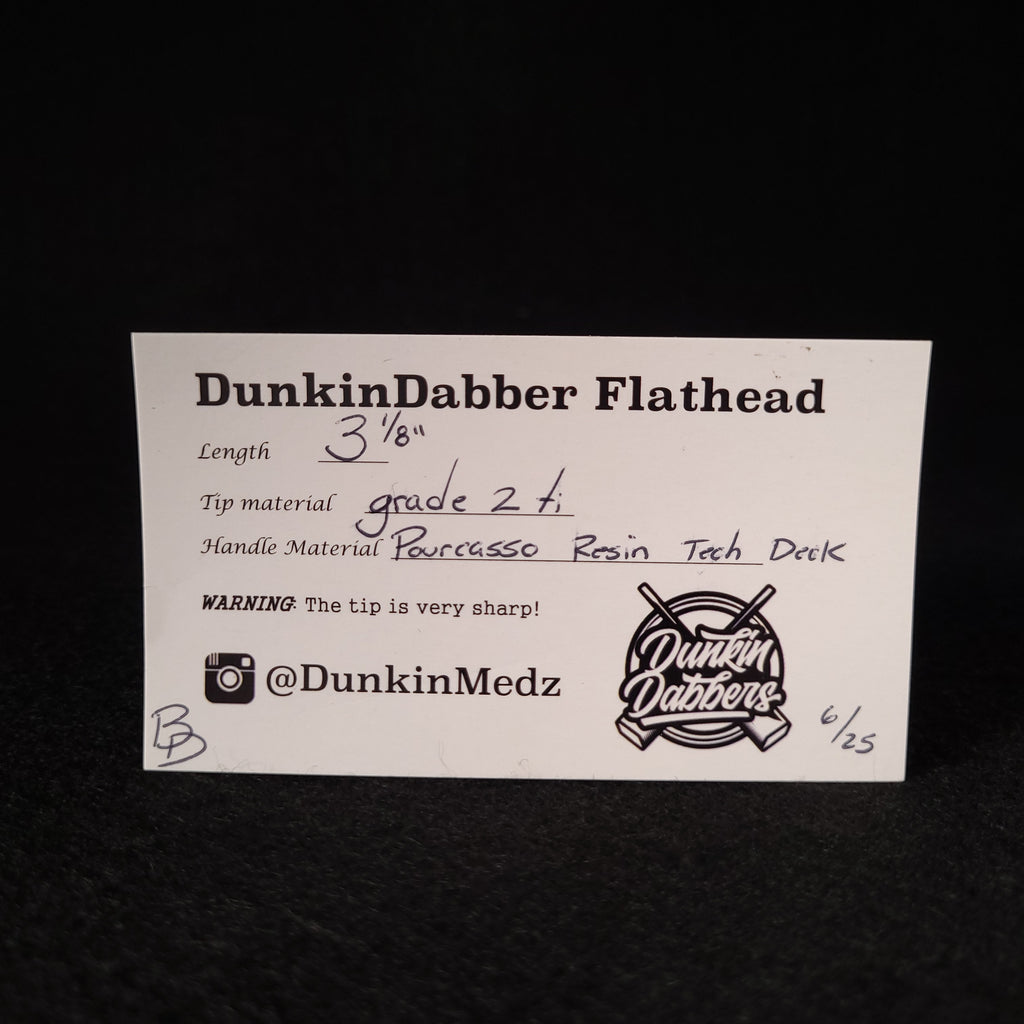 DunkinDabber Flathead
Length 3 1/8"
Tip material grade 2 ti
Handle Material Pourcasso Resin Tech Deck
WARNING: The tip is very sharp!
@DunkinMedz
Dunkin
Dabbers
BD
6/25